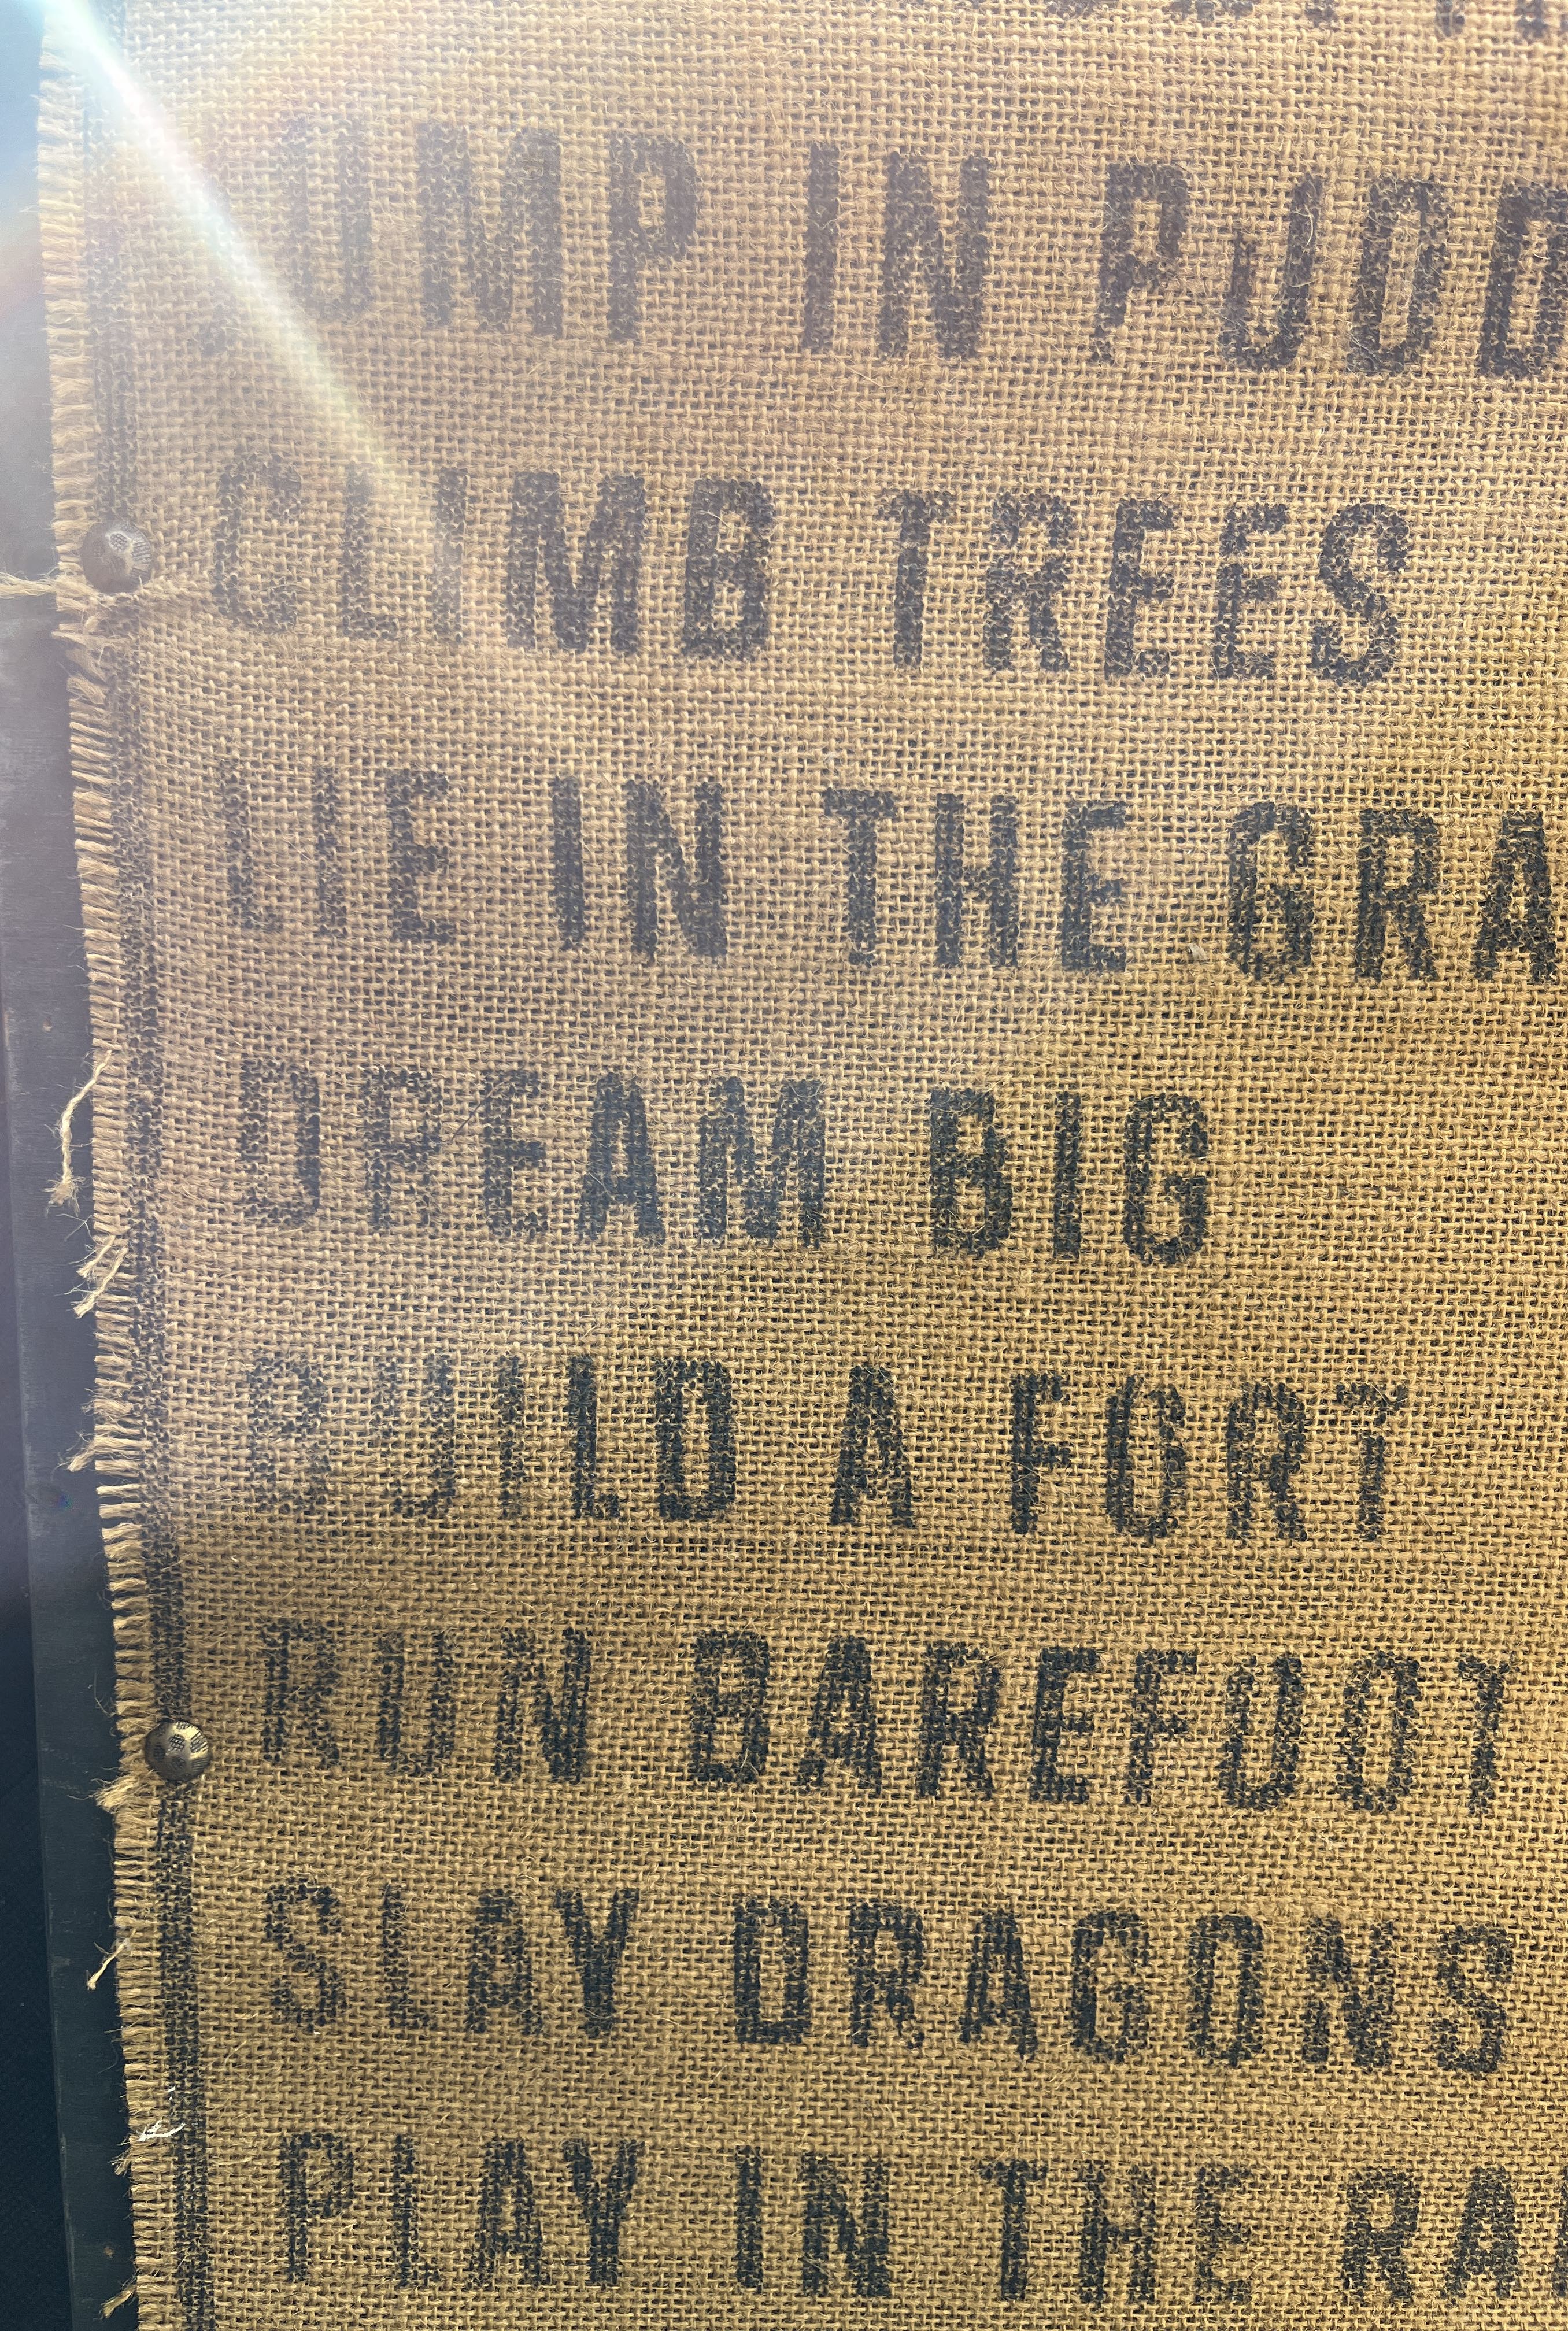 JUMP IN PUDD
CLIMB TREES
LIE IN THE GRA
DREAM BIG
BUILD A FORT
RUN BAREFOOT
SLAY DRAGONS
PLAY IN THE RA